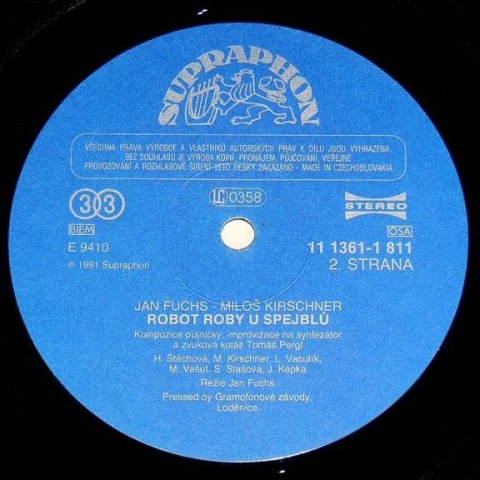 SUPRAPHON
VŠECHNA PRÁVA VÝROBCE A VLASTNÍKŮ AUTORSKÝCH PRÁV K DÍLU JSOU VYHRAZENA.
BEZ SOUHLASU JE VÝROBA KOPIÍ, PRONÁJEM, PŮJČOVÁNÍ, VEŘEJNÉ
PROVOZOVÁNÍ A ROZHLASOVÉ ŠÍŘENÍ TÉTO DESKY ZAKÁZÁNO - MADE IN CZECHOSLOVAKIA
33
LC 0358
STEREO
BIEM
OSA
E 9410
11 1361-1 811
℗ 1991 Supraphon
2. STRANA
JAN FUCHS - MILOŠ KIRSCHNER
ROBOT ROBY U SPEJBLŮ
Kompozice písničky, improvizace na syntezátor
a zvuková koláž Tomáš Pergl
H. Štáchová, M. Kirschner, L. Vaculík,
M. Vašut, S. Stašová, J. Kepka
Režie Jan Fuchs
Pressed by Gramofonové závody,
Loděnice.